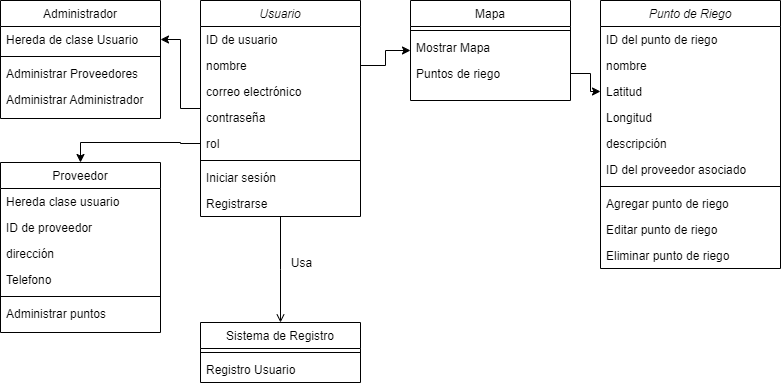 Administrador
Hereda de clase Usuario
Administrar Proveedores
Administrar Administrador
Usuario
ID de usuario
nombre
correo electrónico
contraseña
rol
Iniciar sesión
Registrarse
Mapa
Mostrar Mapa
Puntos de riego
Punto de Riego
ID del punto de riego
nombre
Latitud
Longitud
descripción
ID del proveedor asociado
Agregar punto de riego
Editar punto de riego
Eliminar punto de riego
Proveedor
Hereda clase usuario
ID de proveedor
dirección
Telefono
Administrar puntos
Usa
Sistema de Registro
Registro Usuario